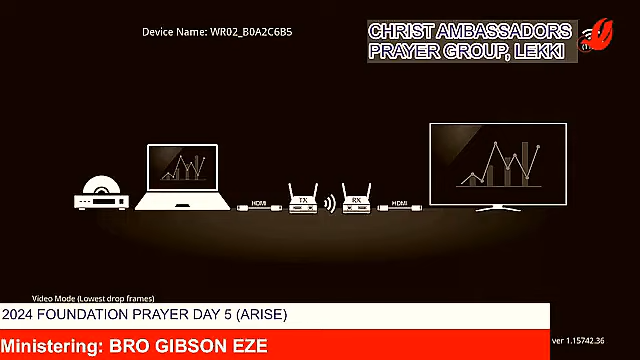 Device Name: WR02_B0A2C6B5
CHRIST AMBASSADORS
PRAYER GROUP, LEKKI
HDMI
TX
RX
HDMI
Video Mode (Lowest drop frames)
2024 FOUNDATION PRAYER DAY 5 (ARISE)
Ministering: BRO GIBSON EZE
ver 1.15742.36